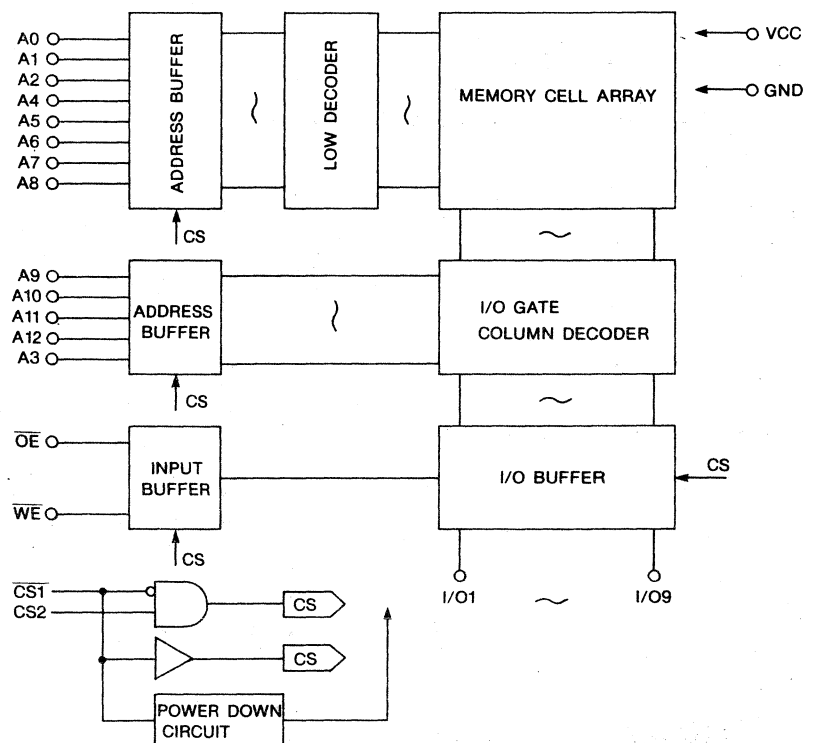 A0
A1
A2
A4
A5
A6
A7
A8
ADDRESS BUFFER
LOW DECODER
MEMORY CELL ARRAY
VCC
GND
CS
A9
A10
A11
A12
A3
ADDRESS
BUFFER
I/O GATE
COLUMN DECODER
CS
OE
WE
INPUT
BUFFER
I/O BUFFER
CS
CS
CS1
CS2
CS
I/O1
I/O9
CS
POWER DOWN
CIRCUIT